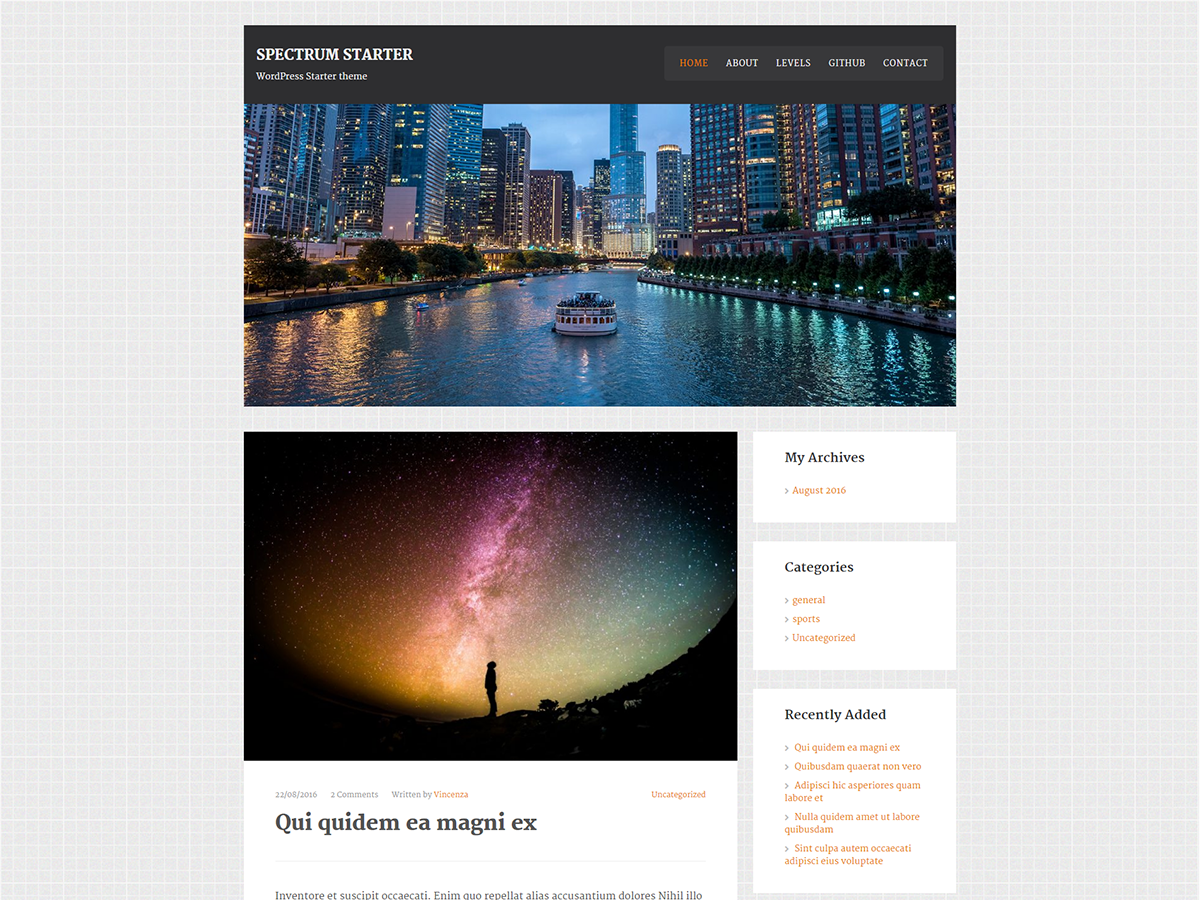 SPECTRUM STARTER
WordPress Starter theme
HOME ABOUT LEVELS GITHUB CONTACT
22/08/2016 2 Comments Written by Vincenza Uncategorized
Qui quidem ea magni ex
Inventore et suscipit occaecati. Enim quo repellat alias accusantium dolores Nihil illo
My Archives
August 2016
Categories
general
sports
Uncategorized
Recently Added
Qui quidem ea magni ex
Quibusdam quaerat non vero
Adipisci hic asperiores quam
labore et
Nulla quidem amet ut labore
quibusdam
Sint culpa autem occaecati
adipisci eius voluptate